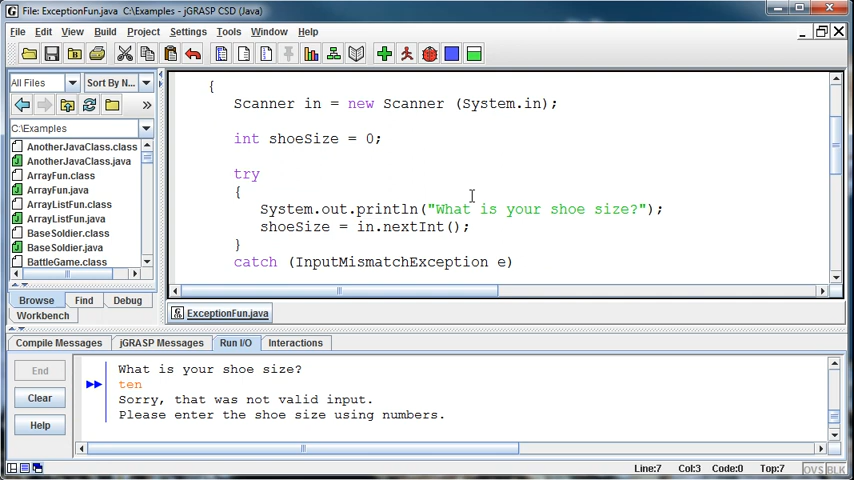 File: ExceptionFun.java C:\Examples - jGRASP CSD (Java)
File Edit View Build Project Settings Tools Window Help
All Files Sort By N...
C:\Examples
AnotherJavaClass.class
AnotherJavaClass.java
ArrayFun.class
ArrayFun.java
ArrayListFun.class
ArrayListFun.java
BaseSoldier.class
BaseSoldier.java
BattleGame.class
Browse Find Debug
Workbench
{
Scanner in = new Scanner (System.in);
int shoeSize = 0;
try
{
System.out.println("What is your shoe size?");
shoeSize = in.nextInt();
}
catch (InputMismatchException e)
ExceptionFun.java
Compile Messages jGRASP Messages Run I/O Interactions
End
Clear
Help
What is your shoe size?
ten
Sorry, that was not valid input.
Please enter the shoe size using numbers.
Line:7 Col:3 Code:0 Top:7 OVS BLK